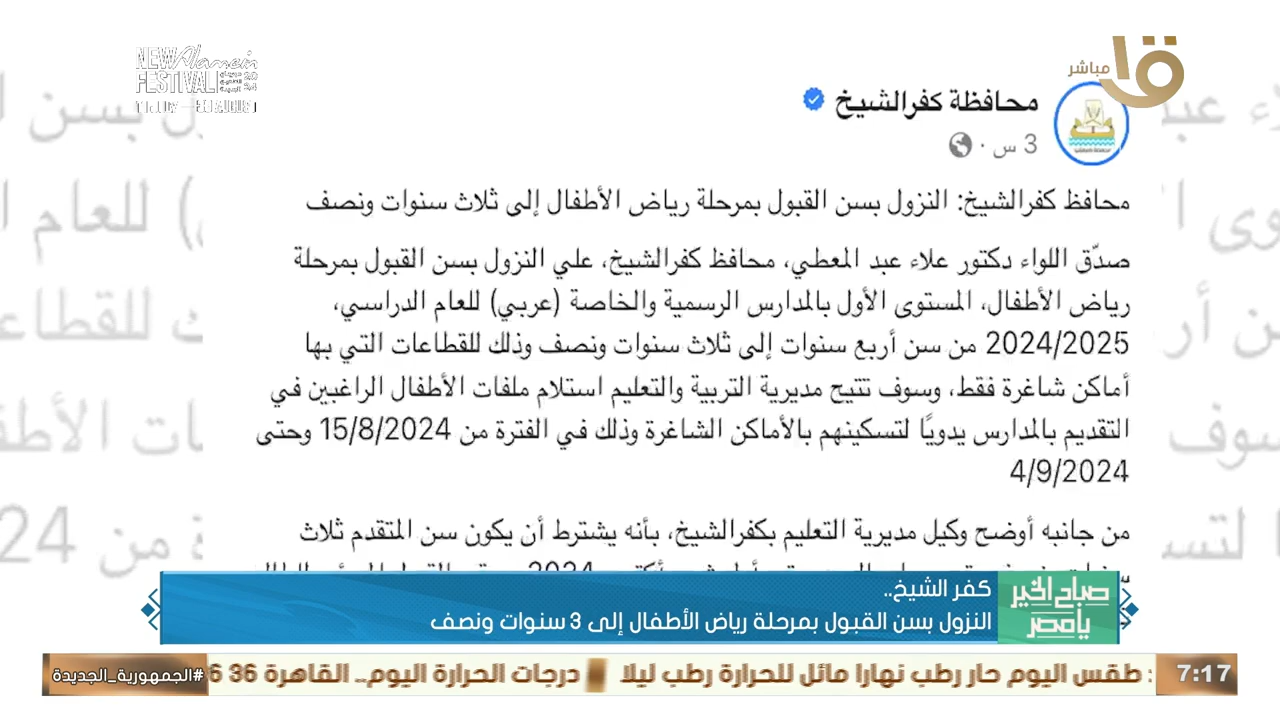 NEW Alamein
FESTIVAL
2024
مباشر
محافظة كفرالشيخ
3 س ·
محافظ كفرالشيخ: النزول بسن القبول بمرحلة رياض الأطفال إلى ثلاث سنوات ونصف
صدّق اللواء دكتور علاء عبد المعطي، محافظ كفرالشيخ، علي النزول بسن القبول بمرحلة
رياض الأطفال، المستوى الأول بالمدارس الرسمية والخاصة (عربي) للعام الدراسي،
2024/2025 من سن أربع سنوات إلى ثلاث سنوات ونصف وذلك للقطاعات التي بها
أماكن شاغرة فقط، وسوف تتيح مديرية التربية والتعليم استلام ملفات الأطفال الراغبين في
التقديم بالمدارس يدويًا لتسكينهم بالأماكن الشاغرة وذلك في الفترة من 15/8/2024 وحتى
4/9/2024
من جانبه أوضح وكيل مديرية التعليم بكفرالشيخ، بأنه يشترط أن يكون سن المتقدم ثلاث
صباح الخير
يا مصر
كفر الشيخ..
النزول بسن القبول بمرحلة رياض الأطفال إلى 3 سنوات ونصف
7:17
: طقس اليوم حار رطب نهارا مائل للحرارة رطب ليلا
درجات الحرارة اليوم.. القاهرة 36 6
#الجمهورية_الجديدة